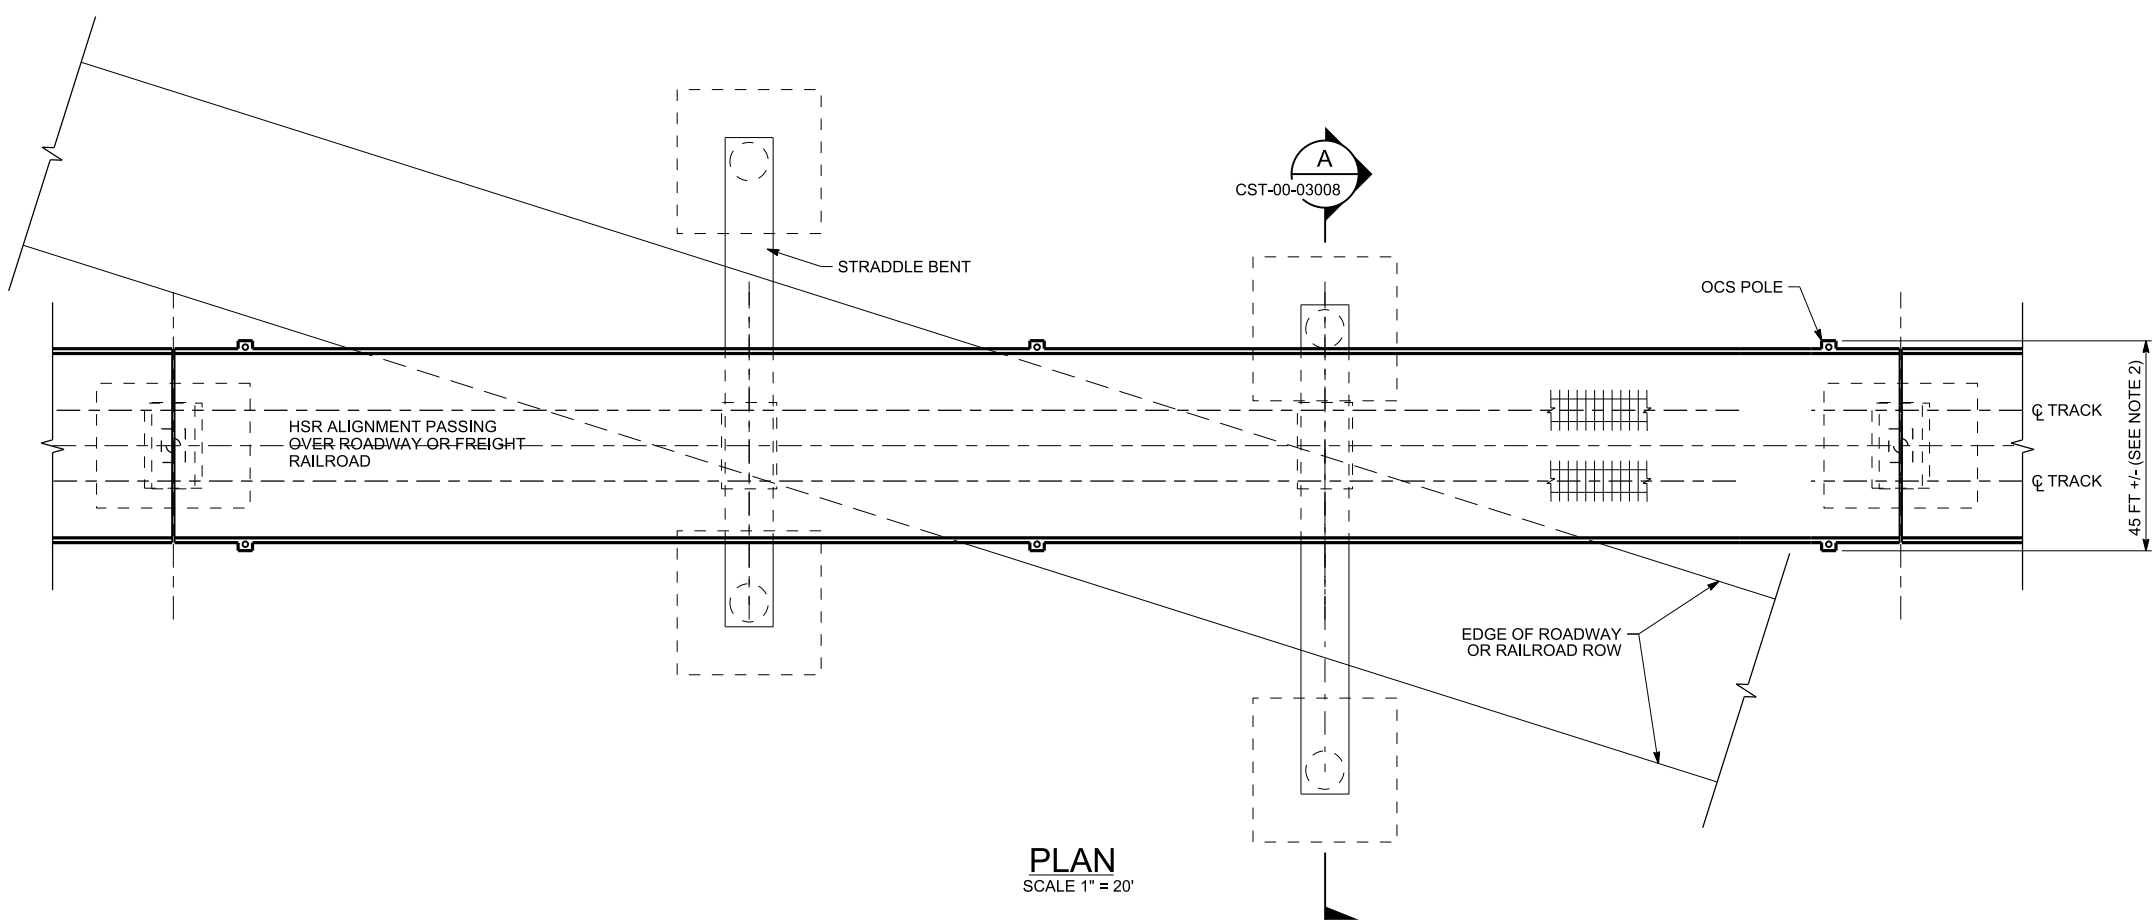 A
CST-00-03008
STRADDLE BENT
OCS POLE
HSR ALIGNMENT PASSING
OVER ROADWAY OR FREIGHT
RAILROAD
℄ TRACK
℄ TRACK
45 FT +/- (SEE NOTE 2)
EDGE OF ROADWAY
OR RAILROAD ROW
PLAN
SCALE 1" = 20'